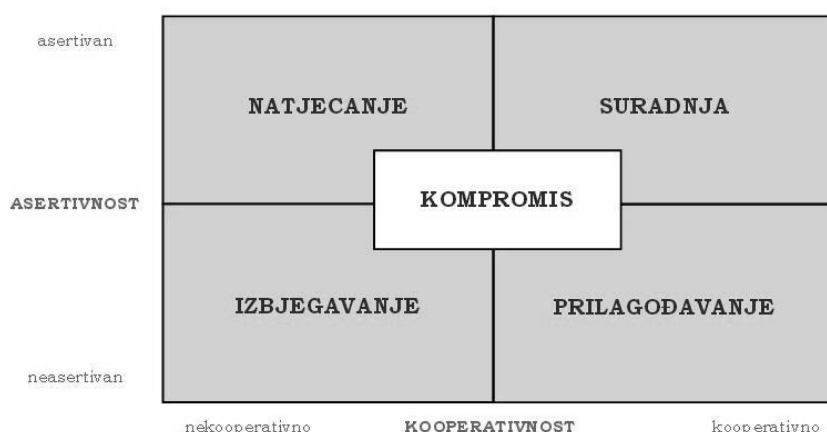 asertivan
NATJECANJE
SURADNJA
KOMPROMIS
ASERTIVNOST
IZBJEGAVANJE
PRILAGOĐAVANJE
neasertivan
nekooperativno
KOOPERATIVNOST
kooperativno